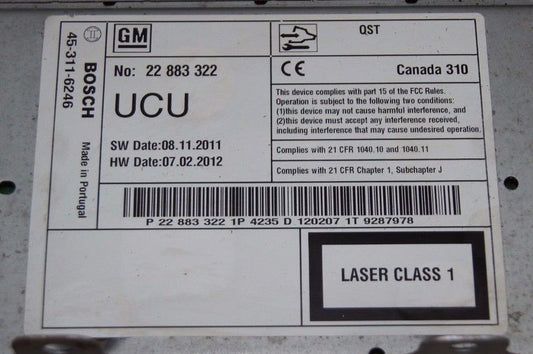 BOSCH
45-311-6246
Made in Portugal
GM
QST
No: 22 883 322
UCU
SW Date:08.11.2011
HW Date:07.02.2012
CE
Canada 310
This device complies with part 15 of the FCC Rules.
Operation is subject to the following two conditions:
(1)this device may not cause harmful interference, and
(2)this device must accept any interference received,
including interference that may cause undesired operation.
Complies with 21 CFR 1040.10 and 1040.11
Complies with 21 CFR Chapter 1, Subchapter J
P 22 883 322 1P 4235 D 120207 1T 9287978
LASER CLASS 1